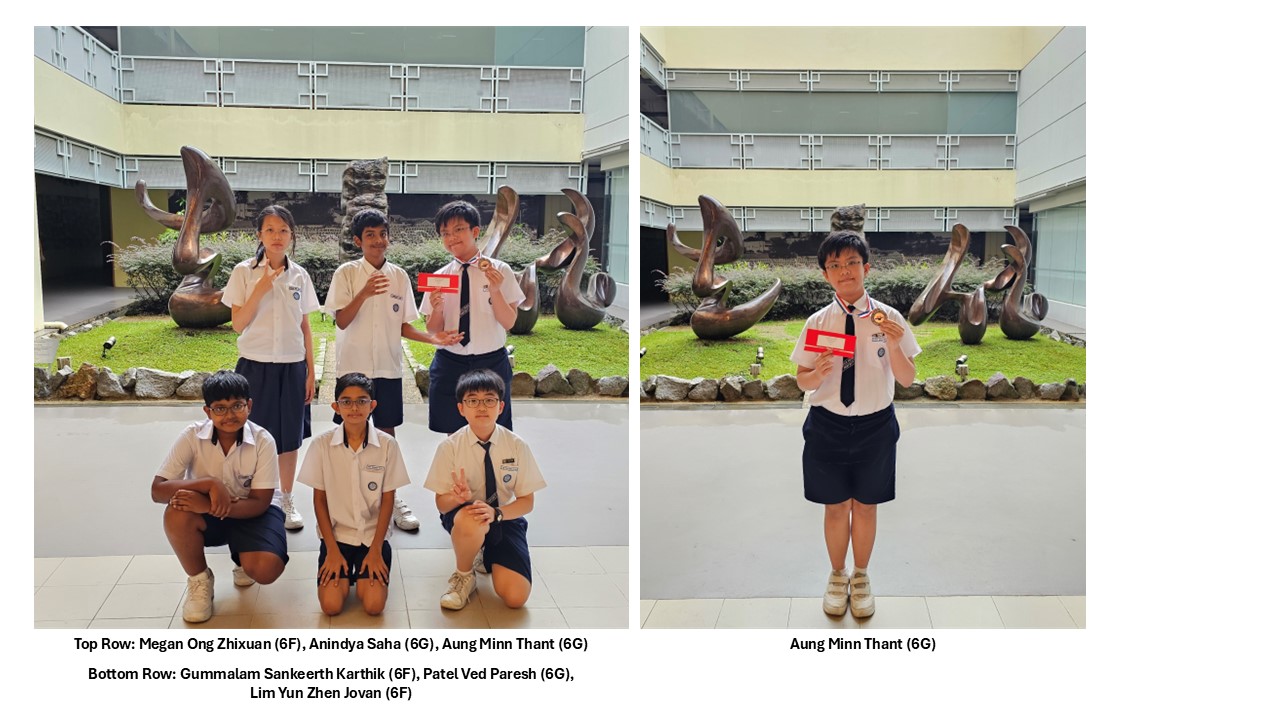 Top Row: Megan Ong Zhixuan (6F), Anindya Saha (6G), Aung Minn Thant (6G)
Bottom Row: Gummalam Sankeerth Karthik (6F), Patel Ved Paresh (6G),
Lim Yun Zhen Jovan (6F)
Aung Minn Thant (6G)